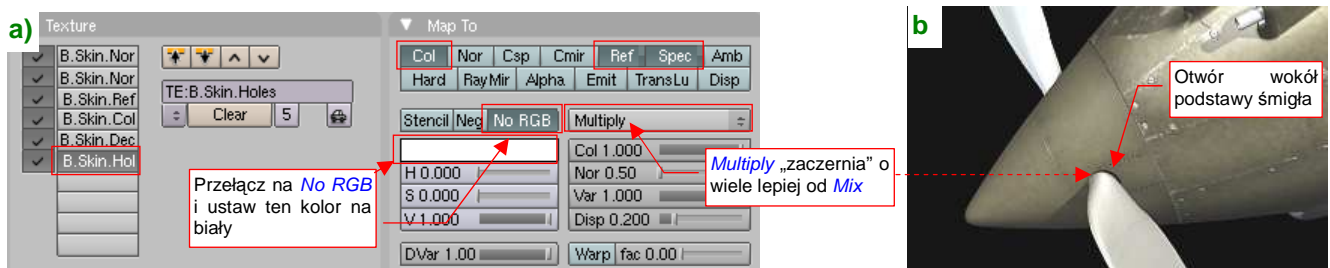 a)
Texture
B.Skin.Nor
B.Skin.Nor
B.Skin.Ref
B.Skin.Col
B.Skin.Dec
B.Skin.Hol
TE:B.Skin.Holes
Clear 5
Przełącz na No RGB
i ustaw ten kolor na
biały
Map To
Col Nor Csp Cmir Ref Spec Amb
Hard RayMir Alpha Emit TransLu Disp
Stencil Neg No RGB Multiply
H 0.000
S 0.000
V 1.000
DVar 1.00
Col 1.000
Nor 0.50
Var 1.000
Disp 0.200
Warp fac 0.00
Multiply „zaczernia” o
wiele lepiej od Mix
b
Otwór wokół
podstawy śmigła